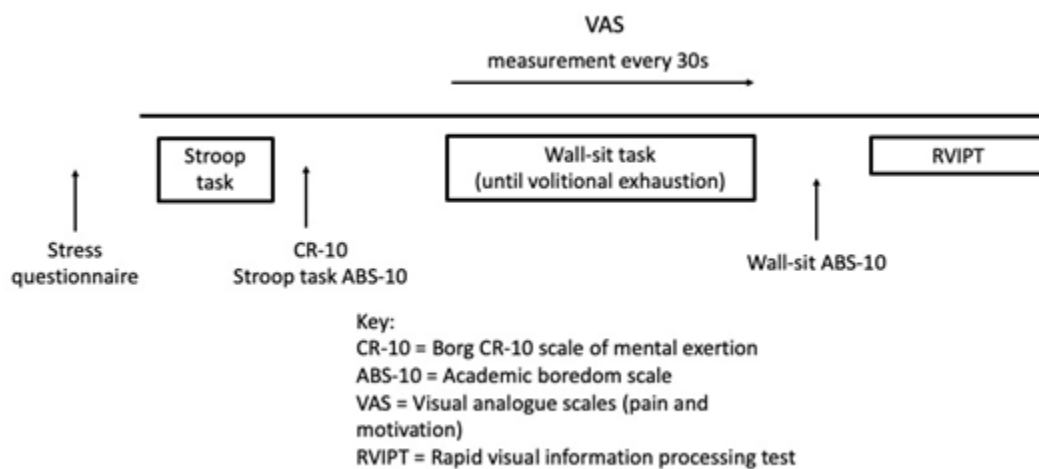 VAS
measurement every 30s
Stroop
task
Wall-sit task
(until volitional exhaustion)
RVIPT
Stress
questionnaire
CR-10
Stroop task ABS-10
Wall-sit ABS-10
Key:
CR-10 = Borg CR-10 scale of mental exertion
ABS-10 = Academic boredom scale
VAS = Visual analogue scales (pain and
motivation)
RVIPT = Rapid visual information processing test